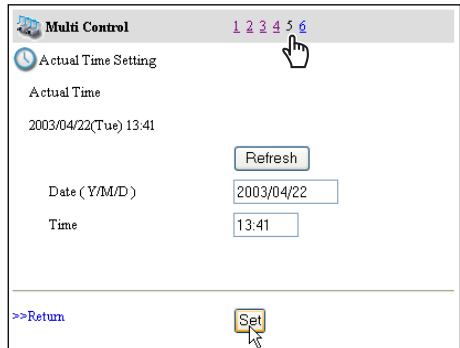 Multi Control 1 2 3 4 5 6
Actual Time Setting
Actual Time
2003/04/22(Tue) 13:41
Refresh
Date ( Y/M/D ) 2003/04/22
Time 13:41
>>Return Set